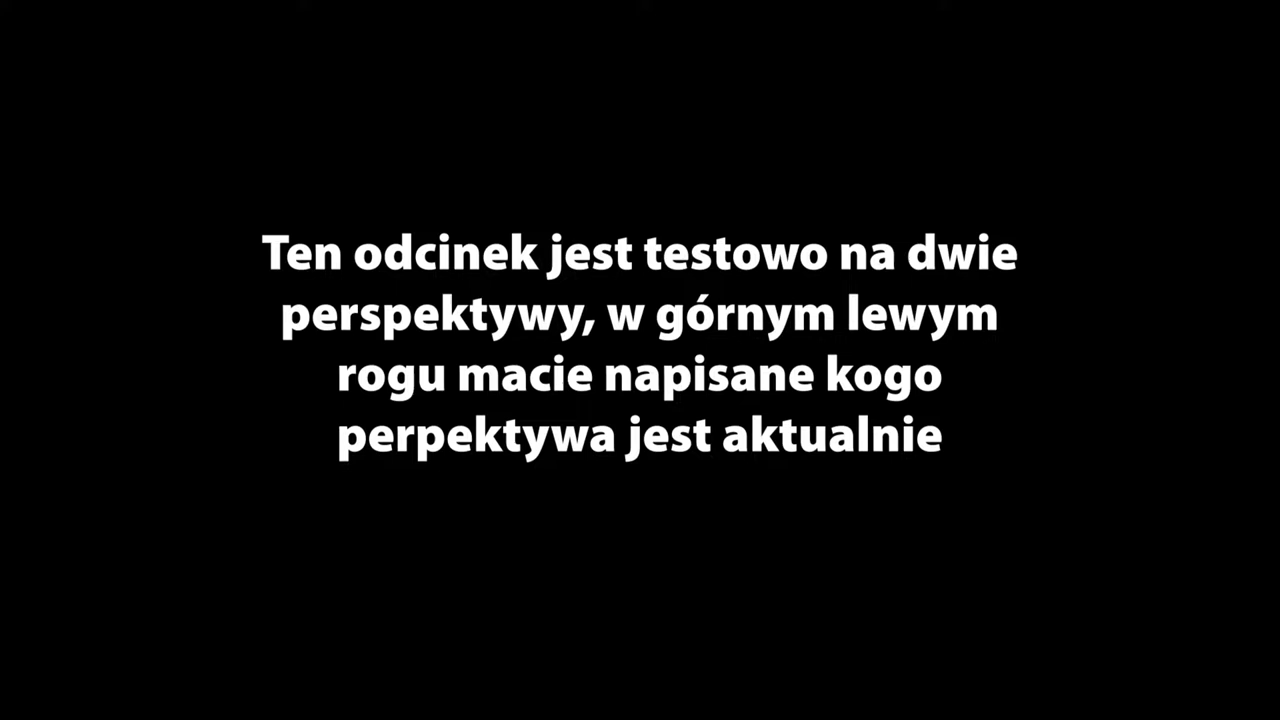 Ten odcinek jest testowo na dwie
perspektywy, w górnym lewym
rogu macie napisane kogo
perpektywa jest aktualnie